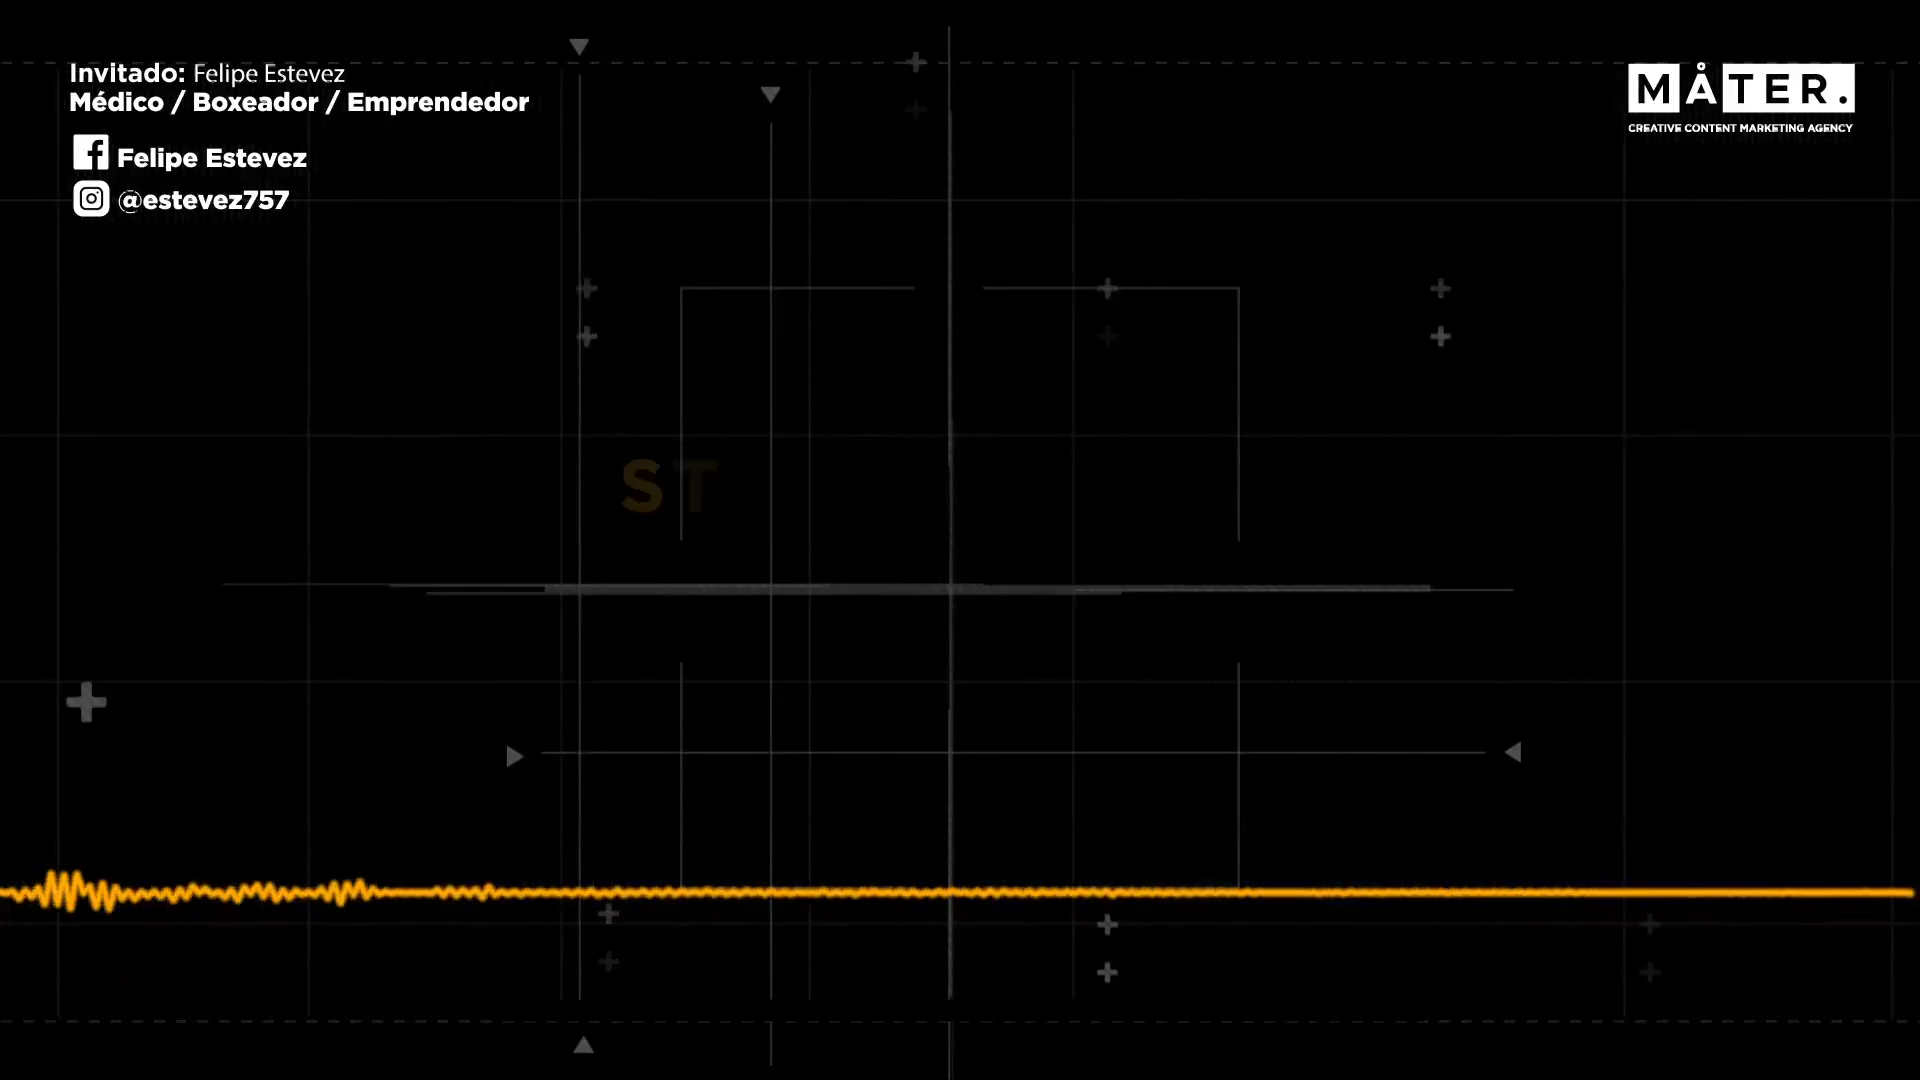 Invitado: Felipe Estevez
Médico / Boxeador / Emprendedor
Felipe Estevez
@estevez757
MÅTER.
CREATIVE CONTENT MARKETING AGENCY
ST